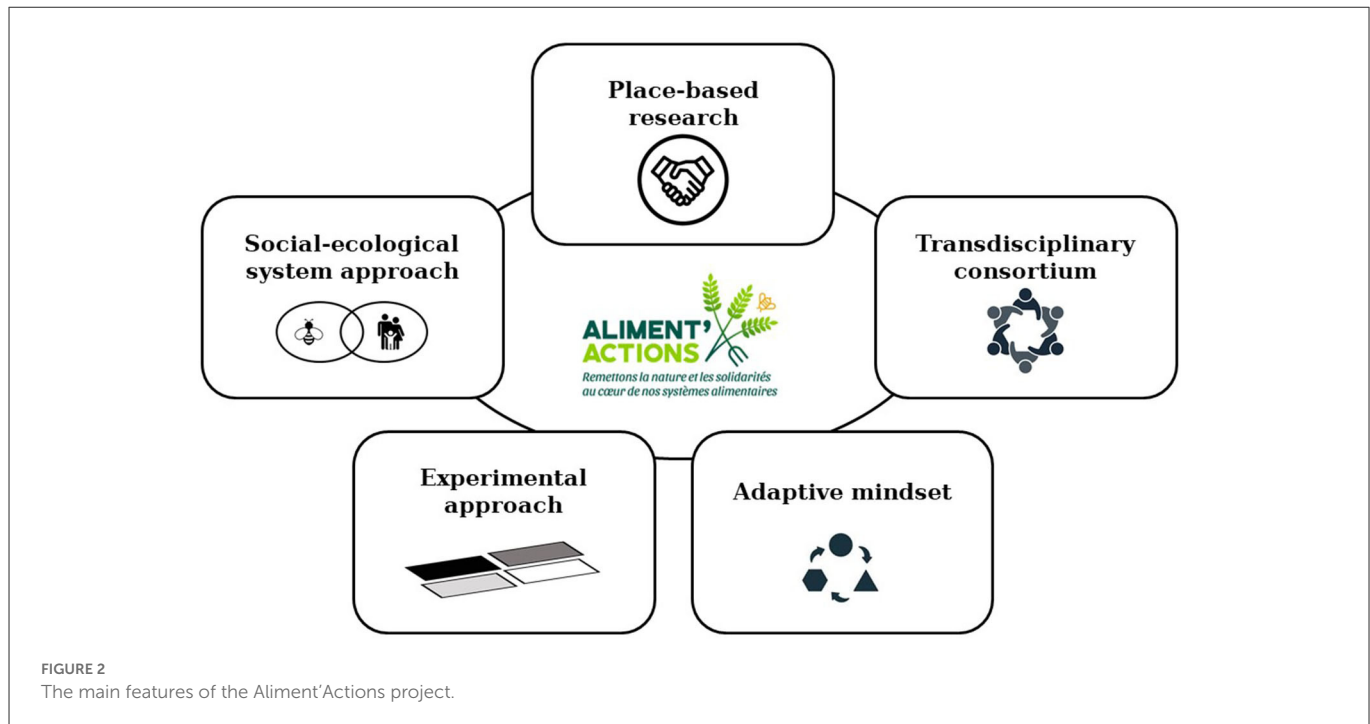 Place-based
research
Social-ecological
system approach
Transdisciplinary
consortium
ALIMENT'
ACTIONS
Remettons la nature et les solidarités
au cœur de nos systèmes alimentaires
Experimental
approach
Adaptive mindset
FIGURE 2
The main features of the Aliment'Actions project.